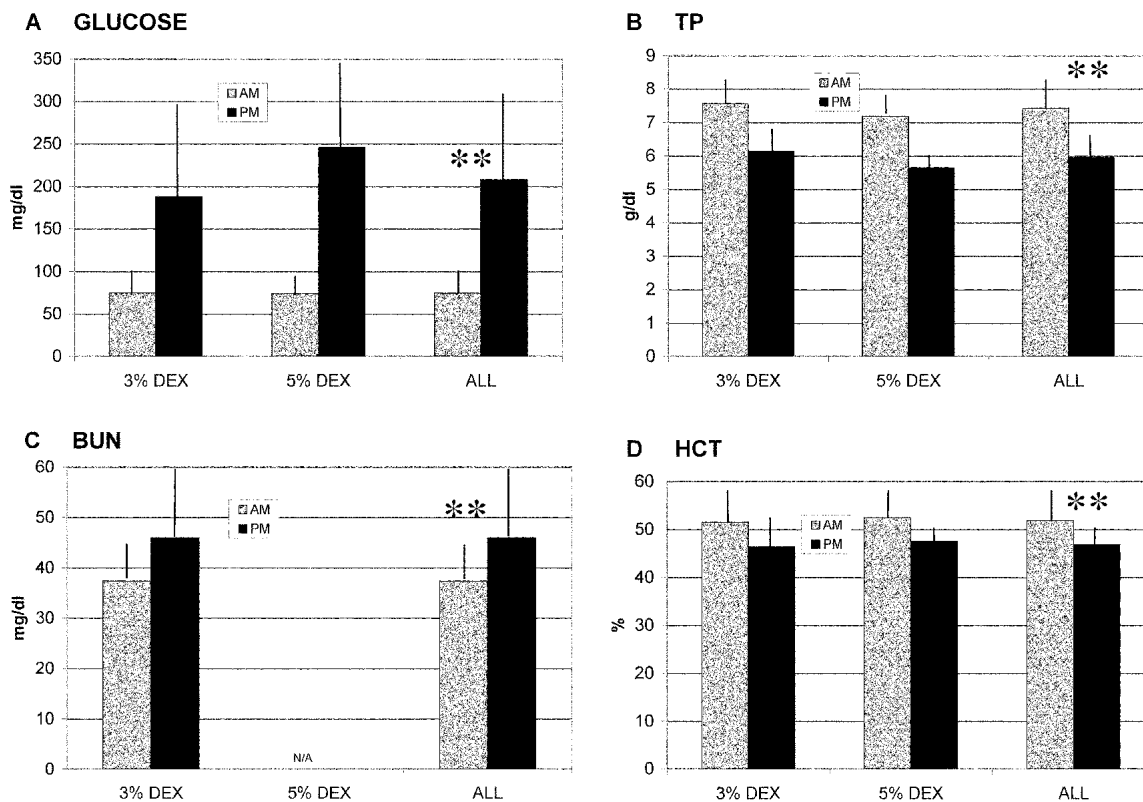 A GLUCOSE
350
300
250
200
150
100
50
0
mg/dl
AM
PM
**
3% DEX
5% DEX
ALL
B TP
9
8
7
6
5
4
3
2
1
0
g/dl
AM
PM
**
3% DEX
5% DEX
ALL
C BUN
60
50
40
30
20
10
0
mg/dl
AM
PM
**
N/A
3% DEX
5% DEX
ALL
D HCT
60
50
40
30
20
10
0
%
AM
PM
**
3% DEX
5% DEX
ALL